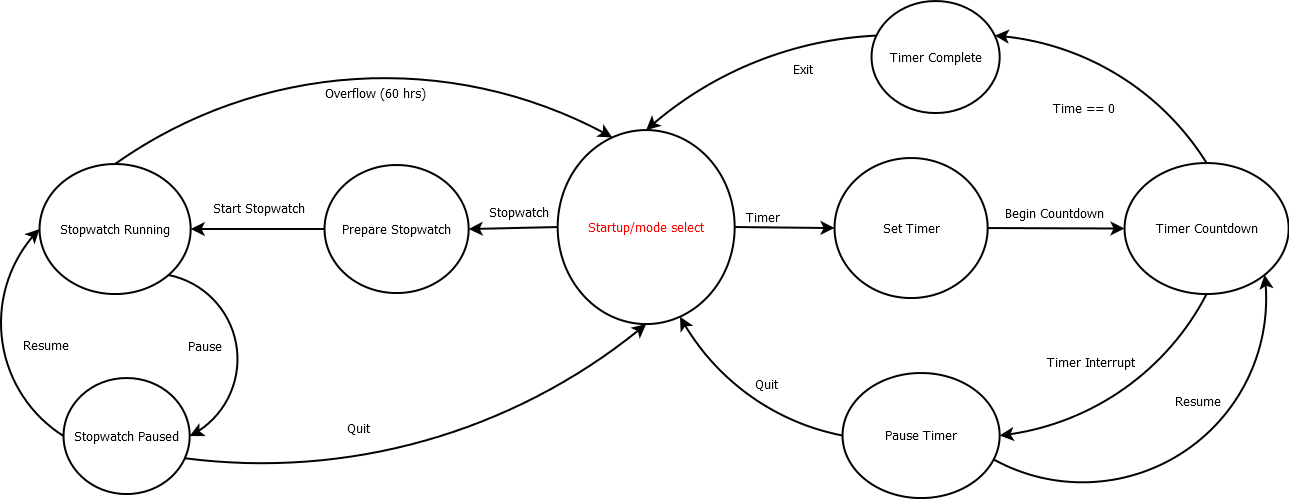 Timer Complete
Exit
Overflow (60 hrs)
Time == 0
Start Stopwatch
Stopwatch
Timer
Begin Countdown
Stopwatch Running
Prepare Stopwatch
Startup/mode select
Set Timer
Timer Countdown
Resume
Pause
Timer Interrupt
Quit
Resume
Quit
Stopwatch Paused
Pause Timer